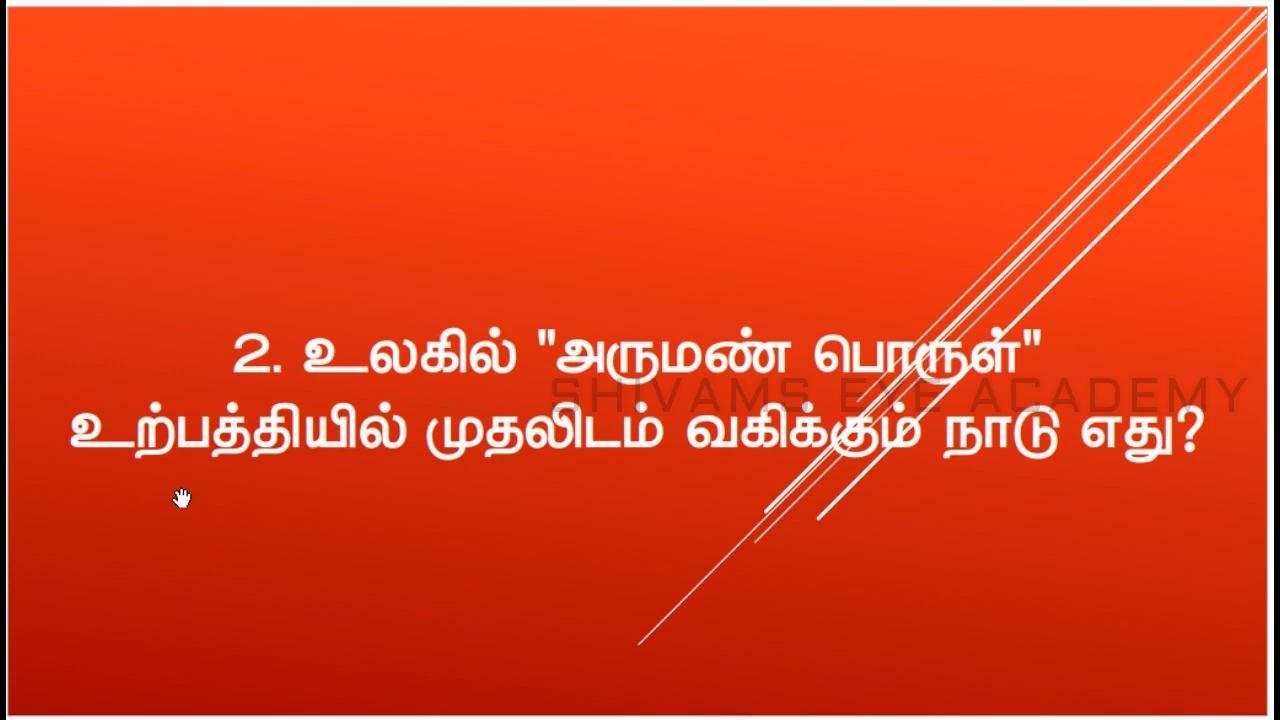 2. உலகில் "அருமண் பொருள்"
SHIVAMS EYE ACADEMY
உற்பத்தியில் முதலிடம் வகிக்கும் நாடு எது?